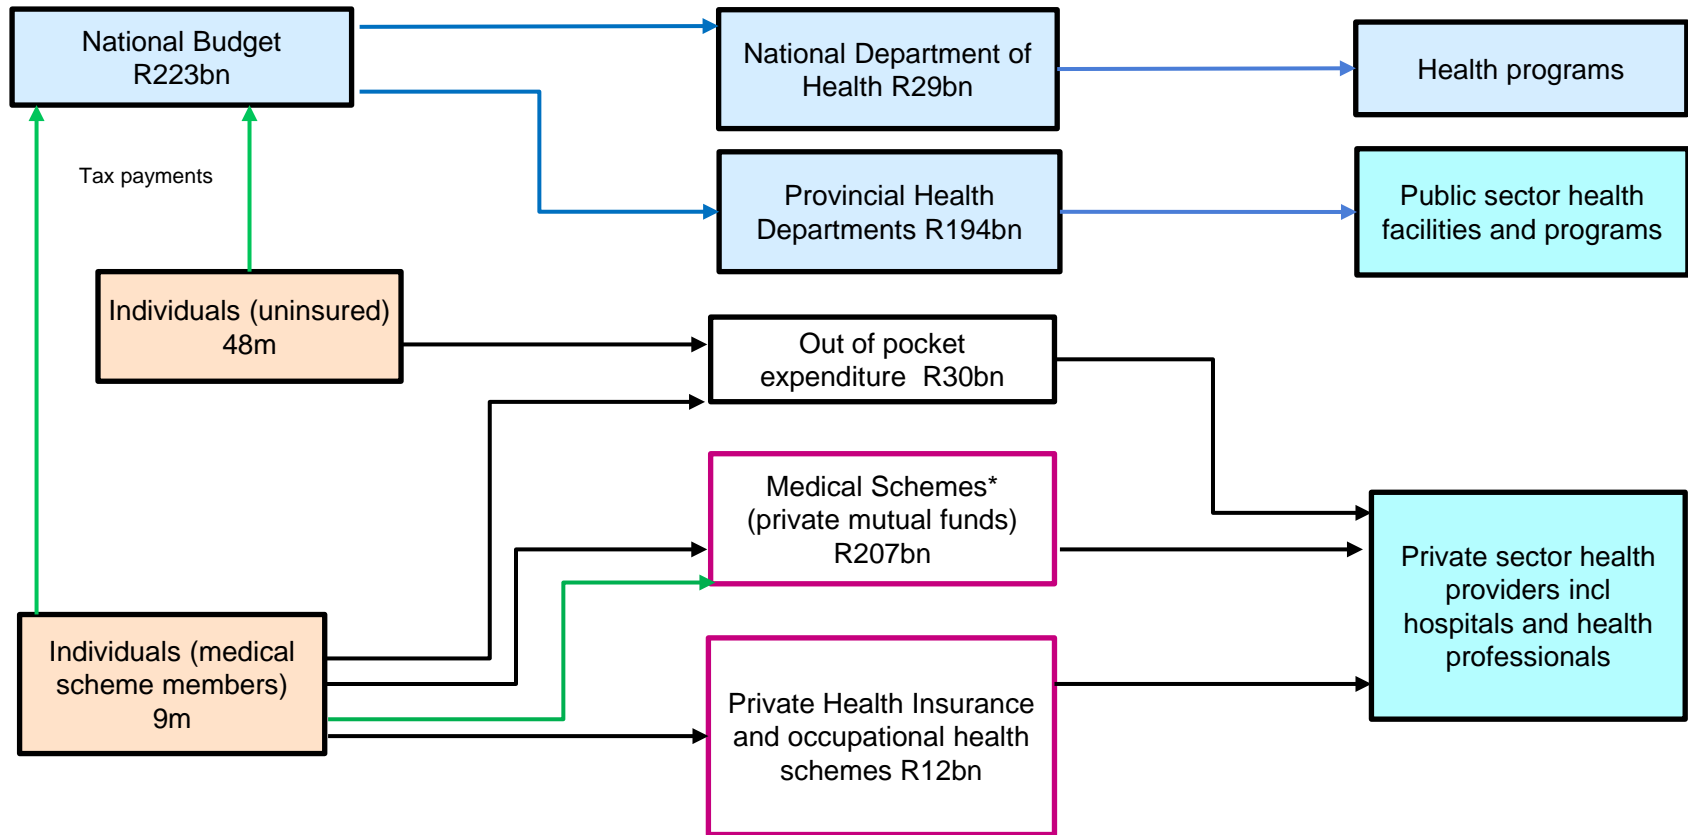 National Budget
R223bn
National Department of
Health R29bn
Health programs
Tax payments
Provincial Health
Departments R194bn
Public sector health
facilities and programs
Individuals (uninsured)
48m
Out of pocket
expenditure  R30bn
Medical Schemes*
(private mutual funds)
R207bn
Private sector health
providers incl
hospitals and health
professionals
Individuals (medical
scheme members)
9m
Private Health Insurance
and occupational health
schemes R12bn